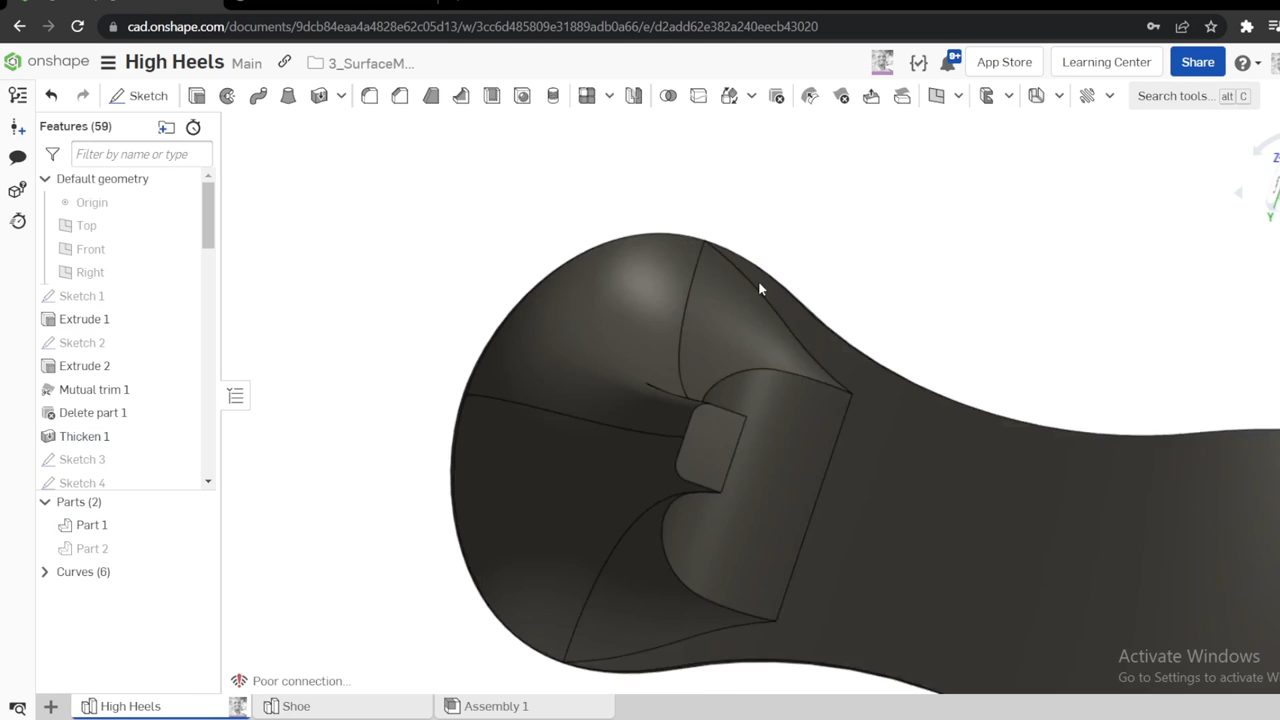 cad.onshape.com/documents/9dcb84eaa4a4828e62c05d13/w/3cc6d485809e31889adb0a66/e/d2add62e382a240eecb43020
onshape High Heels Main 3_SurfaceM... 9+ App Store Learning Center Share
Sketch Search tools... alt C
Features (59)
Filter by name or type
Default geometry
Origin
Top
Front
Right
Sketch 1
Extrude 1
Sketch 2
Extrude 2
Mutual trim 1
Delete part 1
Thicken 1
Sketch 3
Sketch 4
Parts (2)
Part 1
Part 2
Curves (6)
Z
Y
Activate Windows
Go to Settings to activate W
Poor connection...
High Heels Shoe Assembly 1